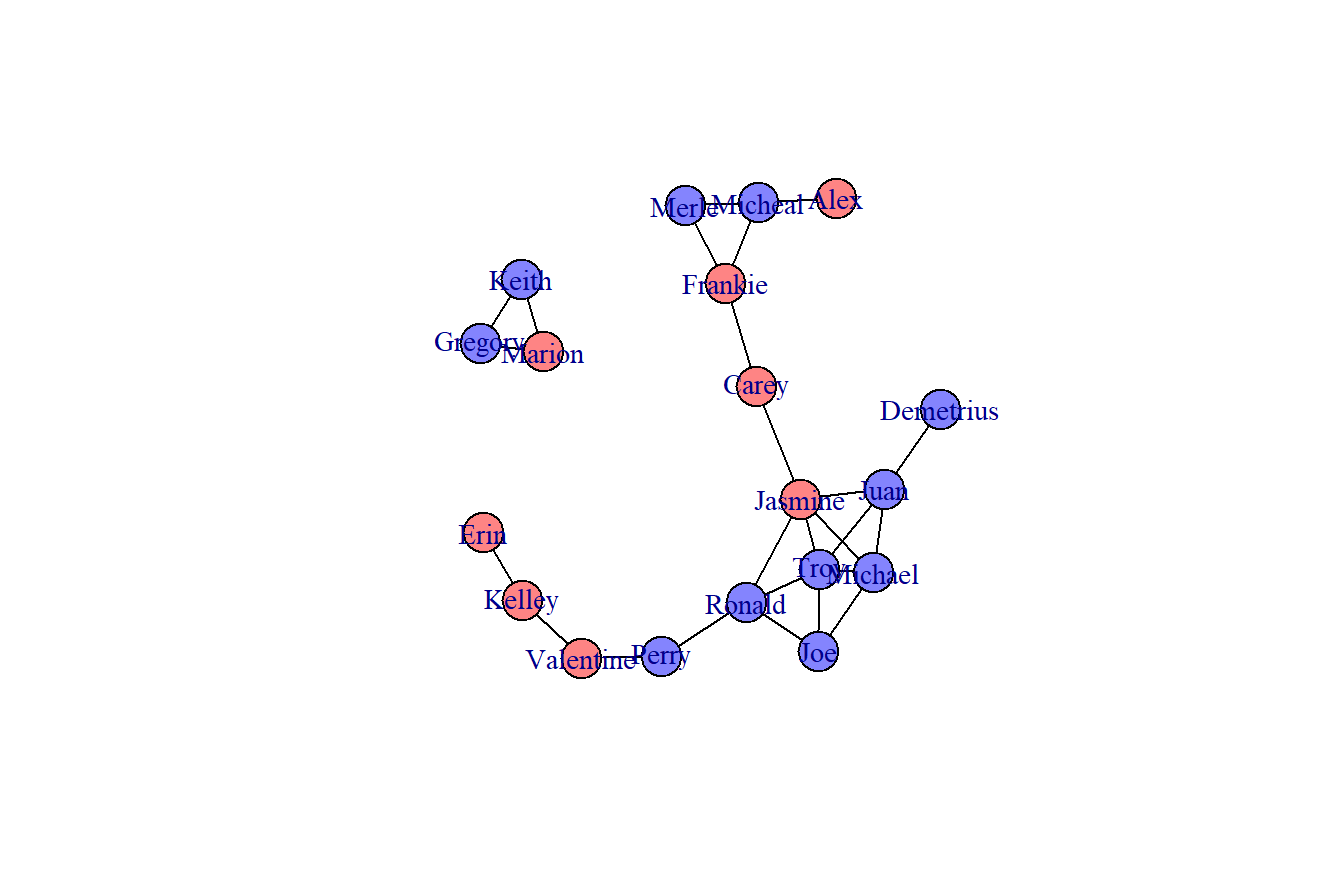 Merle
Micheal
Alex
Keith
Frankie
Gregory
Marion
Carey
Demetrius
Jasmine
Juan
Erin
Troy
Michael
Kelley
Ronald
Valentine
Perry
Joe